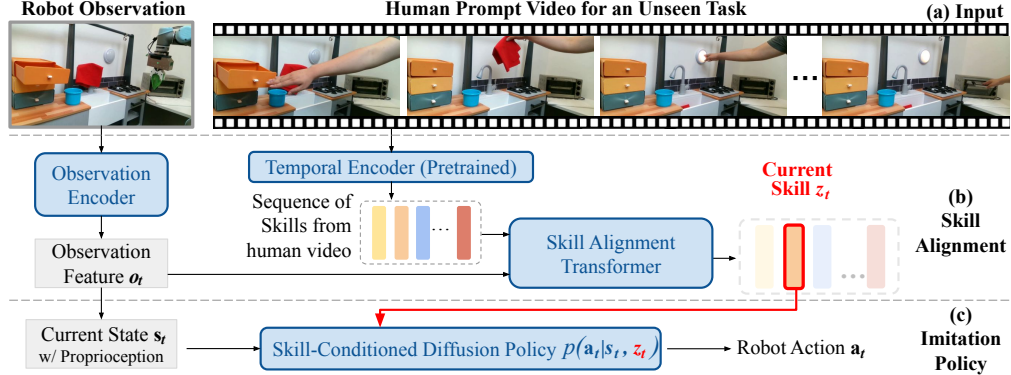 Robot Observation
Human Prompt Video for an Unseen Task
(a) Input
Observation
Encoder
Temporal Encoder (Pretrained)
Sequence of
Skills from
human video
...
Skill Alignment
Transformer
Current
Skill z_t
...
(b)
Skill
Alignment
Observation
Feature o_t
Current State s_t
w/ Proprioception
Skill-Conditioned Diffusion Policy p(a_t|s_t, z_t)
Robot Action a_t
(c)
Imitation
Policy